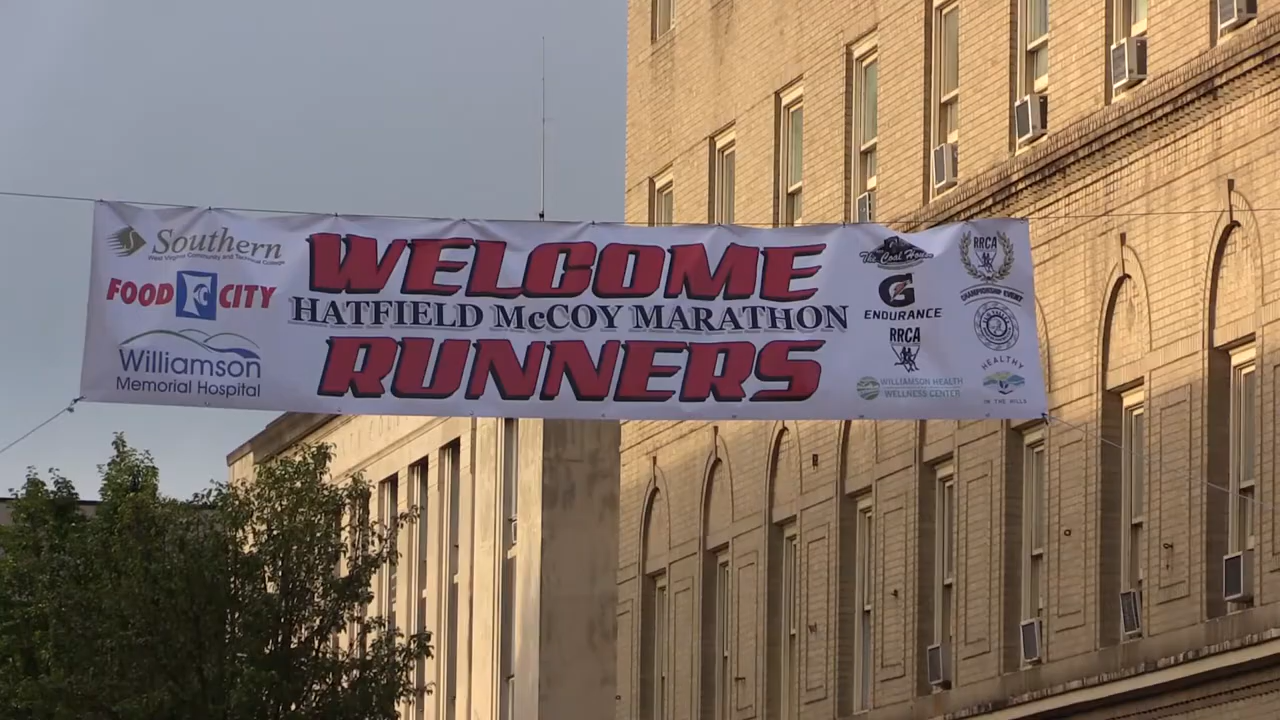 Southern
West Virginia Community and Technical College
FOOD CITY
Williamson
Memorial Hospital
WELCOME
HATFIELD McCOY MARATHON
RUNNERS
The Coal House
G
ENDURANCE
RRCA
WILLIAMSON HEALTH
WELLNESS CENTER
RRCA
CHAMPIONSHIP EVENT
HEALTHY
IN THE HILLS